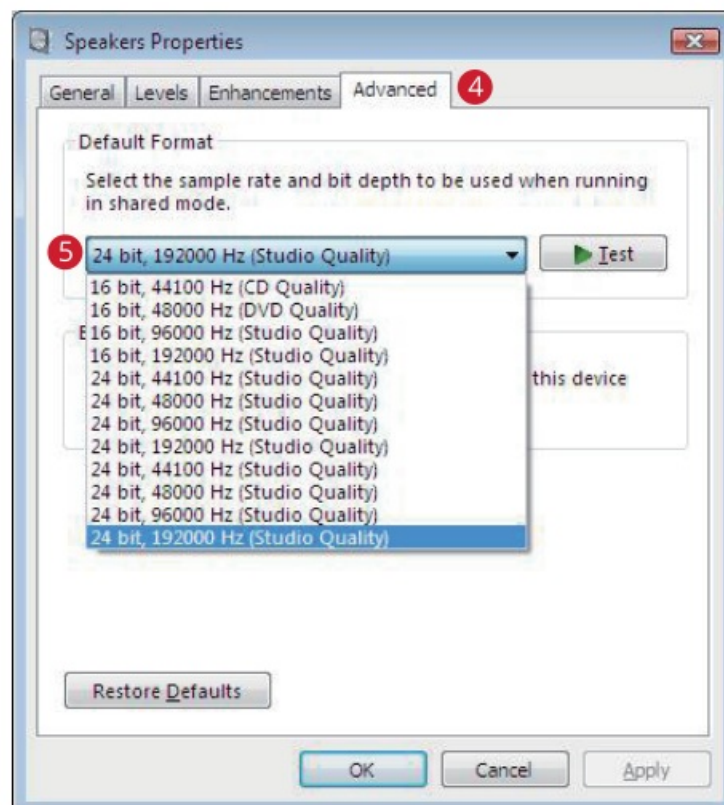 Speakers Properties
General Levels Enhancements Advanced 4
Default Format
Select the sample rate and bit depth to be used when running
in shared mode.
5 24 bit, 192000 Hz (Studio Quality) Test
16 bit, 44100 Hz (CD Quality)
16 bit, 48000 Hz (DVD Quality)
E16 bit, 96000 Hz (Studio Quality)
16 bit, 192000 Hz (Studio Quality)
24 bit, 44100 Hz (Studio Quality) this device
24 bit, 48000 Hz (Studio Quality)
24 bit, 96000 Hz (Studio Quality)
24 bit, 192000 Hz (Studio Quality)
24 bit, 44100 Hz (Studio Quality)
24 bit, 48000 Hz (Studio Quality)
24 bit, 96000 Hz (Studio Quality)
24 bit, 192000 Hz (Studio Quality)
Restore Defaults
OK Cancel Apply